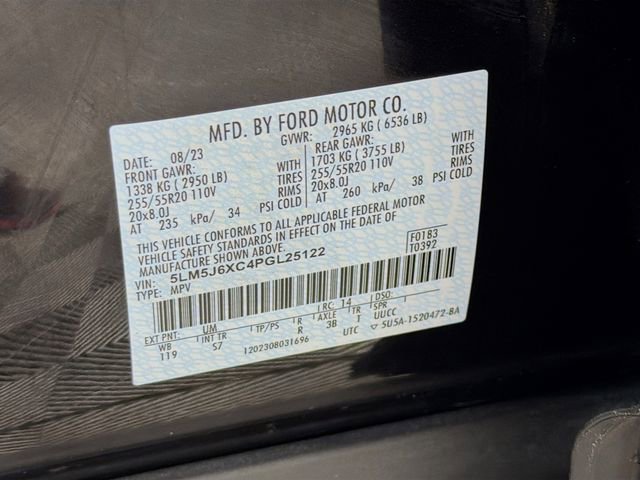 MFD. BY FORD MOTOR CO.
DATE: 08/23 GVWR: 2965 KG ( 6536 LB)
FRONT GAWR: WITH REAR GAWR: WITH
1338 KG ( 2950 LB) TIRES 1703 KG ( 3755 LB) TIRES
255/55R20 110V RIMS 255/55R20 110V RIMS
20x8.0J 20x8.0J
AT 235 kPa/ 34 PSI COLD AT 260 kPa/ 38 PSI COLD
THIS VEHICLE CONFORMS TO ALL APPLICABLE FEDERAL MOTOR
VEHICLE SAFETY STANDARDS IN EFFECT ON THE DATE OF
MANUFACTURE SHOWN ABOVE.
VIN: 5LM5J6XC4PGL25122 F0183
TYPE: MPV T0392
EXT PNT: UM RC: 14 DSO:
WB INT TR TP/PS R AXLE TR SPR UUCC
119 S7 R 3B T
1202308031696 UTC ▼ 5U5A-1520472-BA